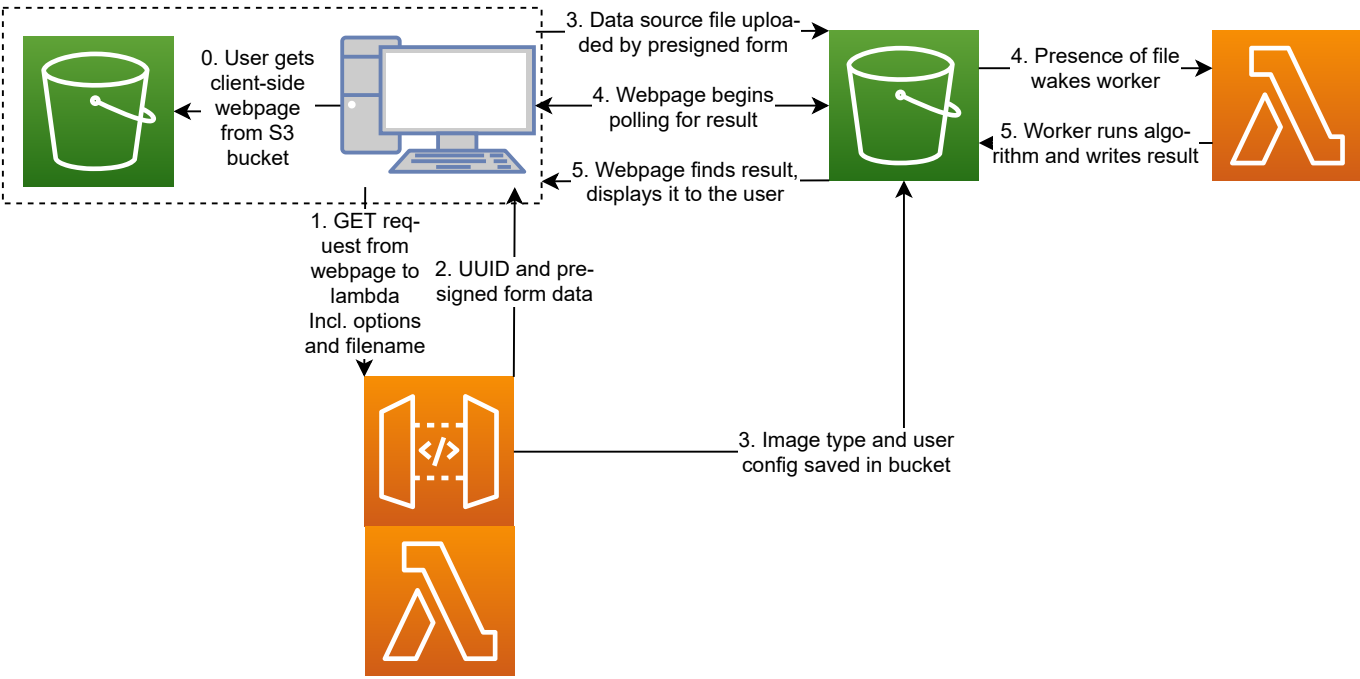 0. User gets
client-side
webpage
from S3
bucket
3. Data source file uploa-
ded by presigned form
4. Webpage begins
polling for result
5. Webpage finds result,
displays it to the user
4. Presence of file
wakes worker
5. Worker runs algo-
rithm and writes result
1. GET req-
uest from
webpage to
lambda
Incl. options
and filename
2. UUID and pre-
signed form data
3. Image type and user
config saved in bucket
</>